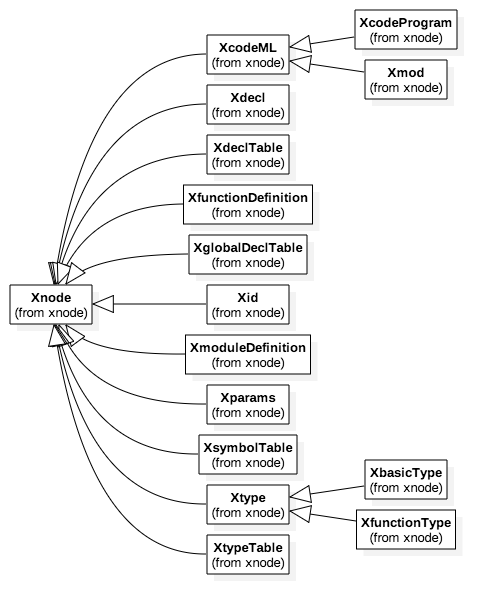 XcodeProgram
(from xnode)
XcodeML
(from xnode)
Xmod
(from xnode)
Xdecl
(from xnode)
XdeclTable
(from xnode)
XfunctionDefinition
(from xnode)
XglobalDeclTable
(from xnode)
Xnode
(from xnode)
Xid
(from xnode)
XmoduleDefinition
(from xnode)
Xparams
(from xnode)
XsymbolTable
(from xnode)
XbasicType
(from xnode)
Xtype
(from xnode)
XfunctionType
(from xnode)
XtypeTable
(from xnode)